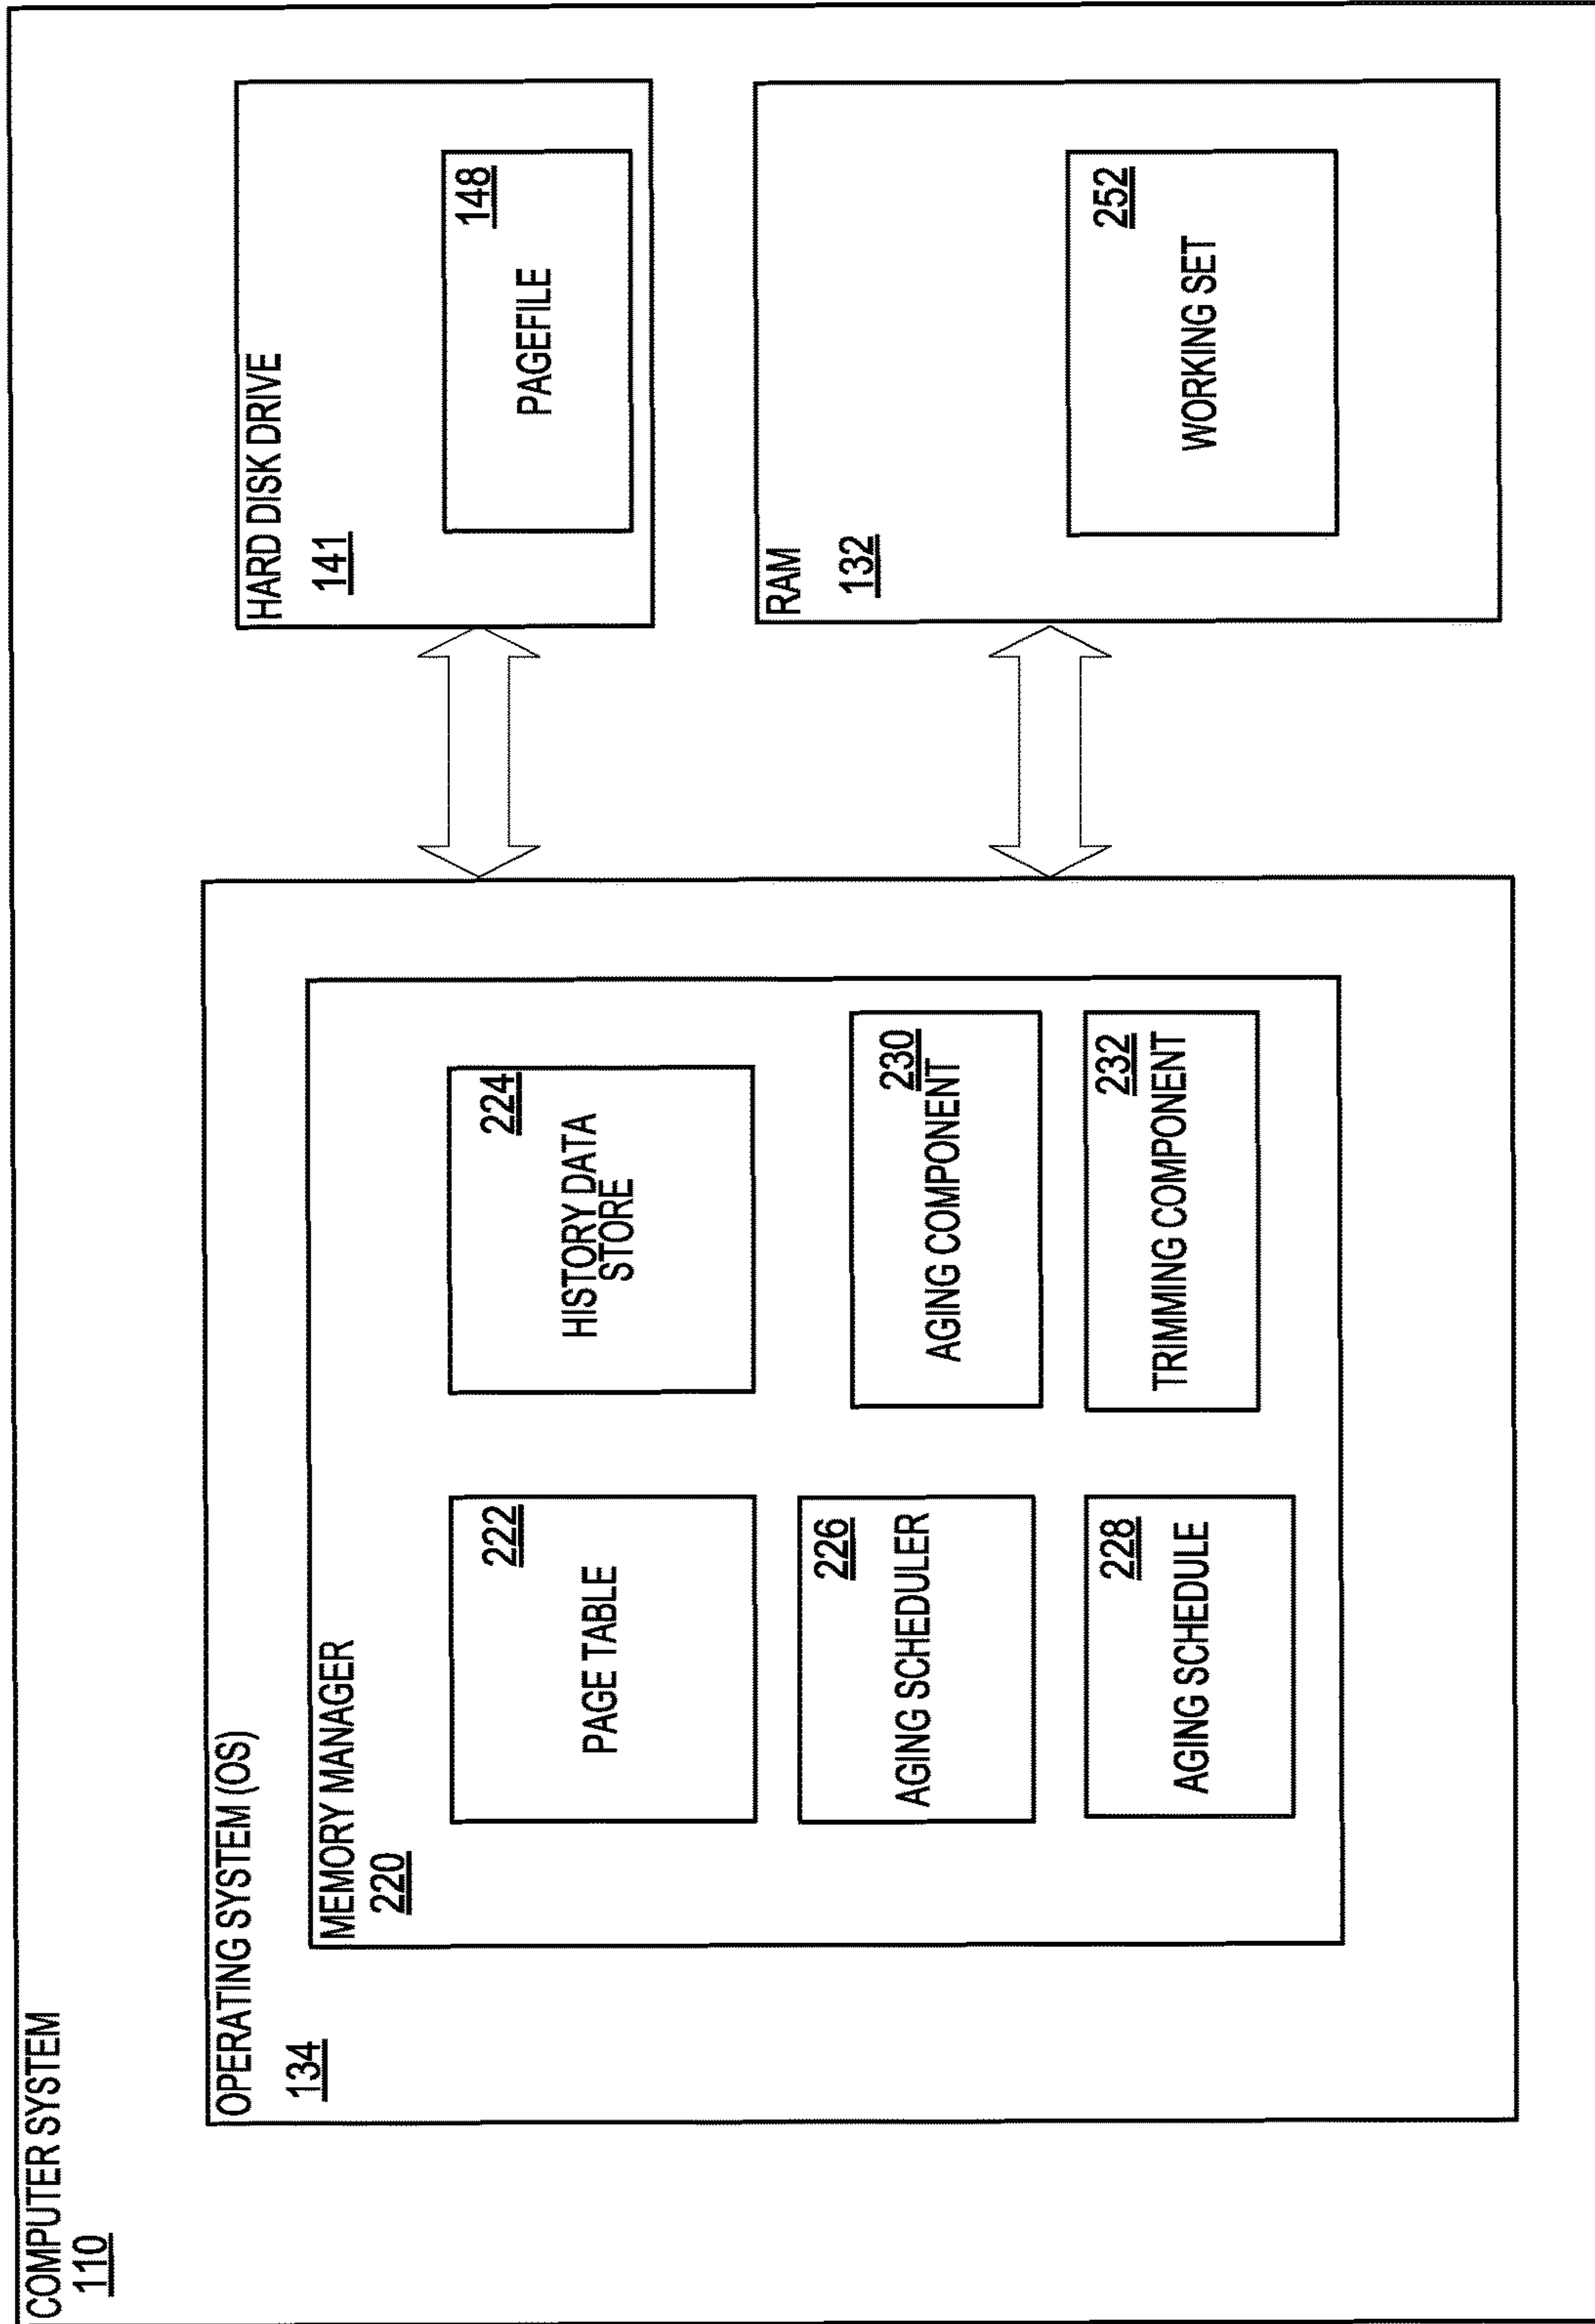 COMPUTER SYSTEM
110
OPERATING SYSTEM (OS)
134
MEMORY MANAGER
220
222
PAGE TABLE
224
HISTORY DATA
STORE
226
AGING SCHEDULER
230
AGING COMPONENT
228
AGING SCHEDULE
232
TRIMMING COMPONENT
HARD DISK DRIVE
141
148
PAGEFILE
RAM
132
252
WORKING SET